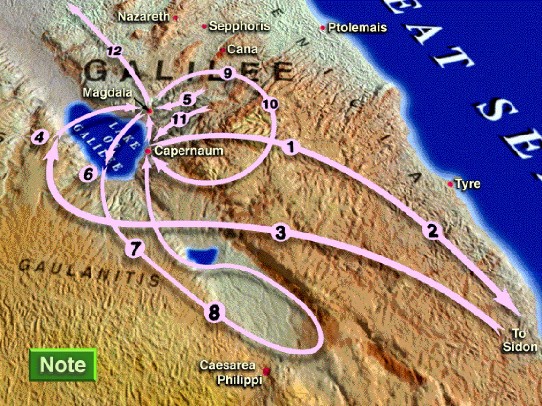 Nazareth
Sepphoris
Ptolemais
Cana
12
9
GALILEE
Magdala
5
10
11
4
LAKE
OF
GALILEE
Capernaum
1
6
Tyre
2
3
7
GAULANITIS
8
To
Sidon
Note
Caesarea
Philippi
EAT SE